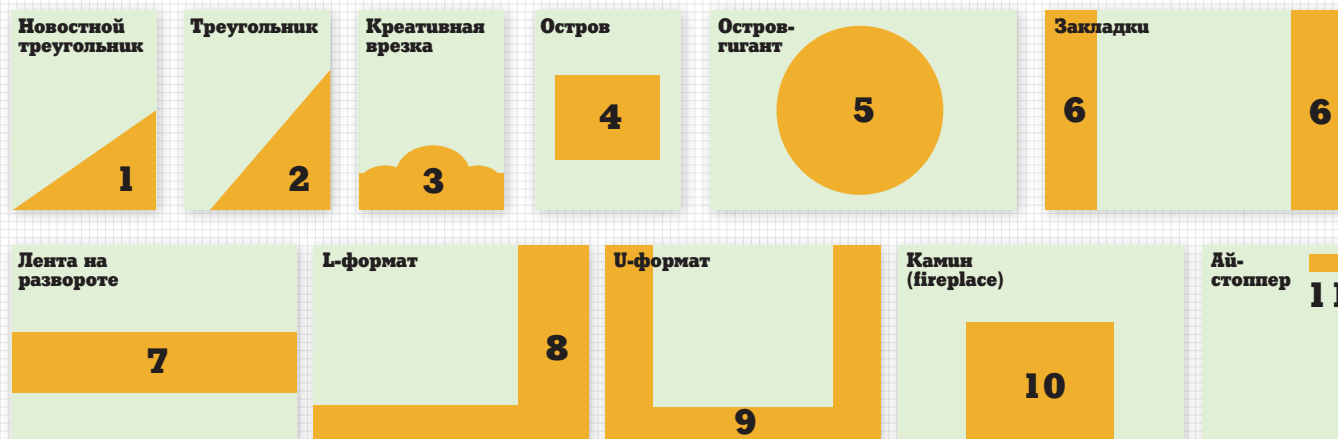 Новостной
треугольник
1
Треугольник
2
Креативная
врезка
3
Остров
4
Остров-
гигант
5
Закладки
6
6
Лента на
развороте
7
L-формат
8
U-формат
9
Камин
(fireplace)
10
Ай-
стоппер
11